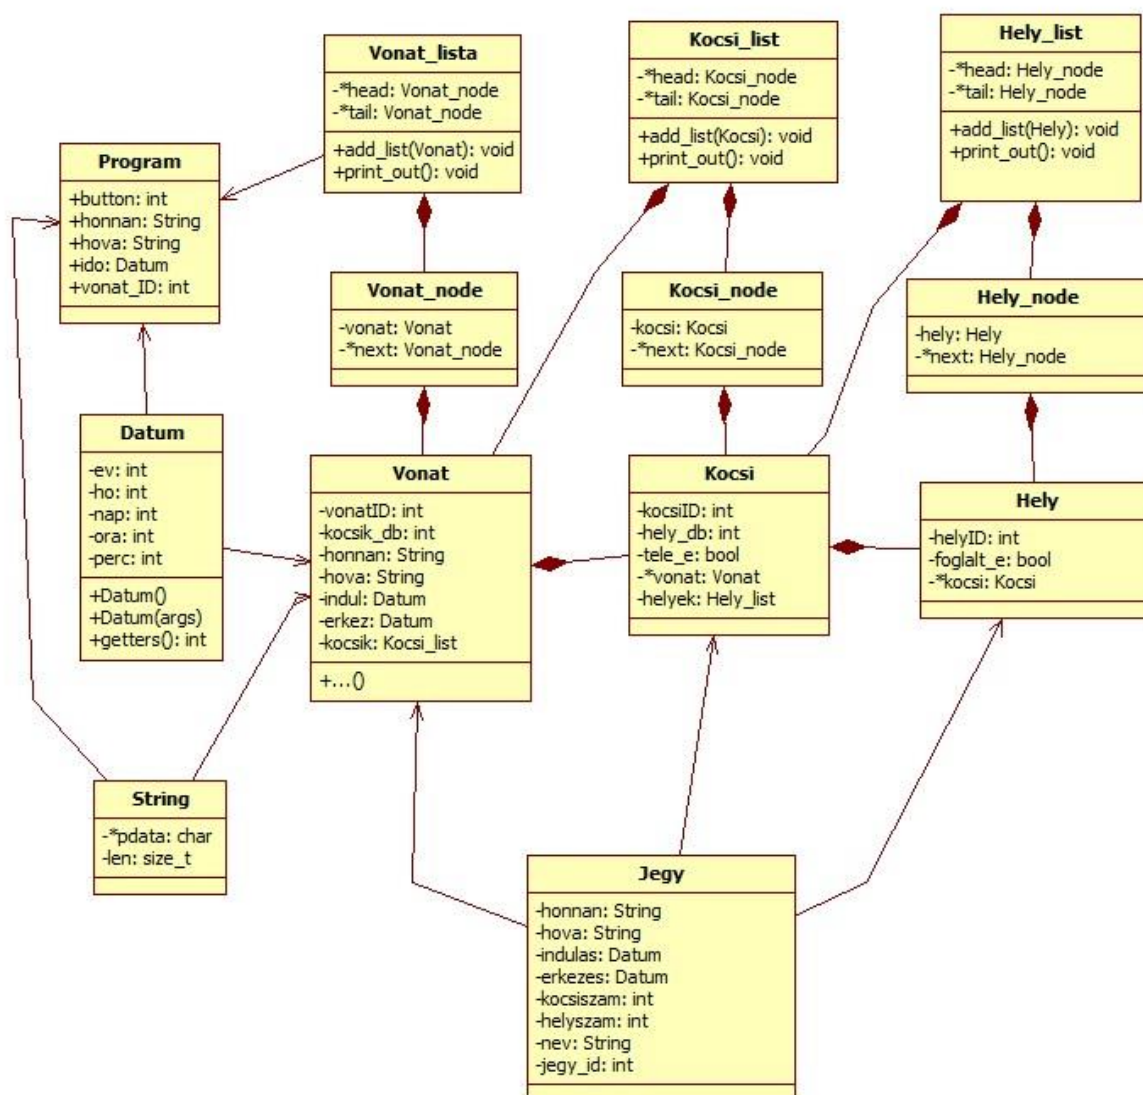 Vonat_lista
-*head: Vonat_node
-*tail: Vonat_node
+add_list(Vonat): void
+print_out(): void
Kocsi_list
-*head: Kocsi_node
-*tail: Kocsi_node
+add_list(Kocsi): void
+print_out(): void
Hely_list
-*head: Hely_node
-*tail: Hely_node
+add_list(Hely): void
+print_out(): void
Program
+button: int
+honnan: String
+hova: String
+ido: Datum
+vonat_ID: int
Vonat_node
-vonat: Vonat
-*next: Vonat_node
Kocsi_node
-kocsi: Kocsi
-*next: Kocsi_node
Hely_node
-hely: Hely
-*next: Hely_node
Datum
-ev: int
-ho: int
-nap: int
-ora: int
-perc: int
+Datum()
+Datum(args)
+getters(): int
Vonat
-vonatID: int
-kocsik_db: int
-honnan: String
-hova: String
-indul: Datum
-erkez: Datum
-kocsik: Kocsi_list
+...()
Kocsi
-kocsiID: int
-hely_db: int
-tele_e: bool
-*vonat: Vonat
-helyek: Hely_list
Hely
-helyID: int
-foglalt_e: bool
-*kocsi: Kocsi
String
-*pdata: char
-len: size_t
Jegy
-honnan: String
-hova: String
-indulas: Datum
-erkezes: Datum
-kocsiszam: int
-helyszam: int
-nev: String
-jegy_id: int